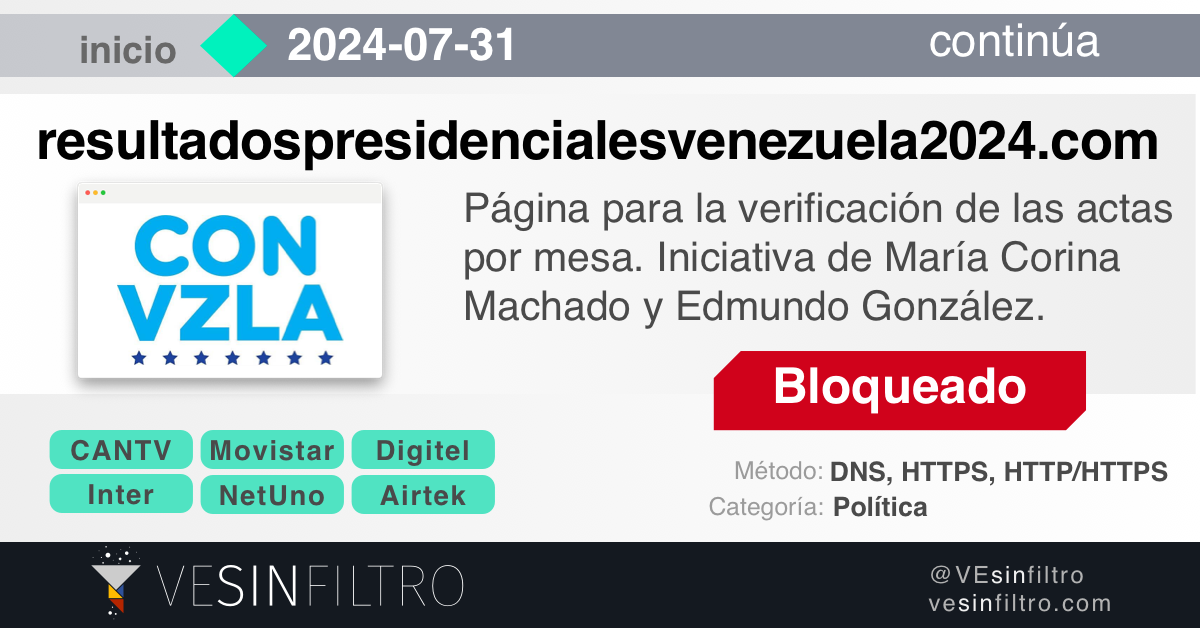 inicio 2024-07-31 continúa
resultadospresidencialesvenezuela2024.com
CON
VZLA
Página para la verificación de las actas
por mesa. Iniciativa de María Corina
Machado y Edmundo González.
Bloqueado
CANTV Movistar Digitel
Inter NetUno Airtek
Método: DNS, HTTPS, HTTP/HTTPS
Categoría: Política
VESINFILTRO
@VEsinfiltro
vesinfiltro.com